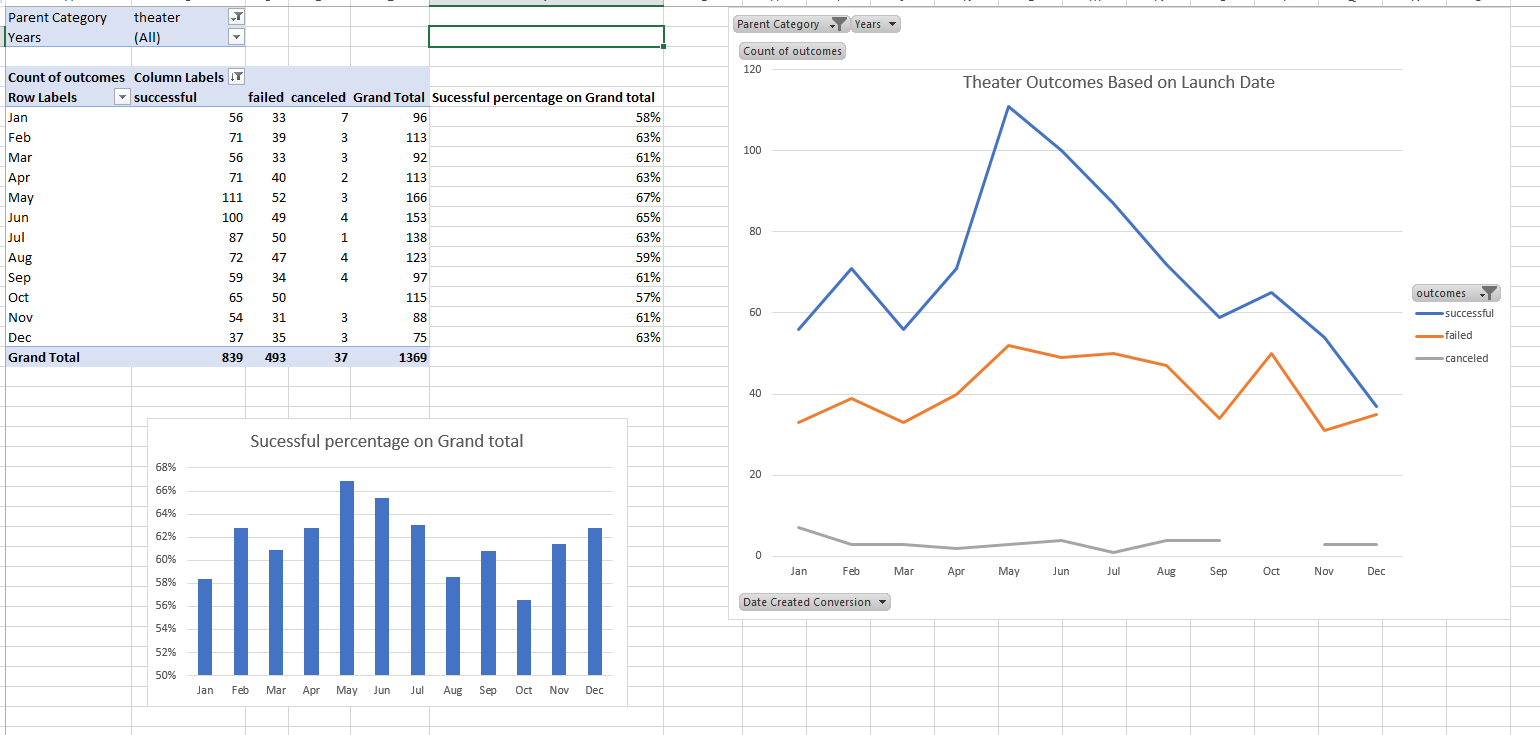 Parent Category theater
Years (All)
Count of outcomes Column Labels
Row Labels successful failed canceled Grand Total Sucessful percentage on Grand total
Jan 56 33 7 96 58%
Feb 71 39 3 113 63%
Mar 56 33 3 92 61%
Apr 71 40 2 113 63%
May 111 52 3 166 67%
Jun 100 49 4 153 65%
Jul 87 50 1 138 63%
Aug 72 47 4 123 59%
Sep 59 34 4 97 61%
Oct 65 50 115 57%
Nov 54 31 3 88 61%
Dec 37 35 3 75 63%
Grand Total 839 493 37 1369
Sucessful percentage on Grand total
68%
66%
64%
62%
60%
58%
56%
54%
52%
50%
Jan Feb Mar Apr May Jun Jul Aug Sep Oct Nov Dec
Parent Category Years
Count of outcomes
Theater Outcomes Based on Launch Date
120
100
80
60
40
20
0
Jan Feb Mar Apr May Jun Jul Aug Sep Oct Nov Dec
outcomes
successful
failed
canceled
Date Created Conversion